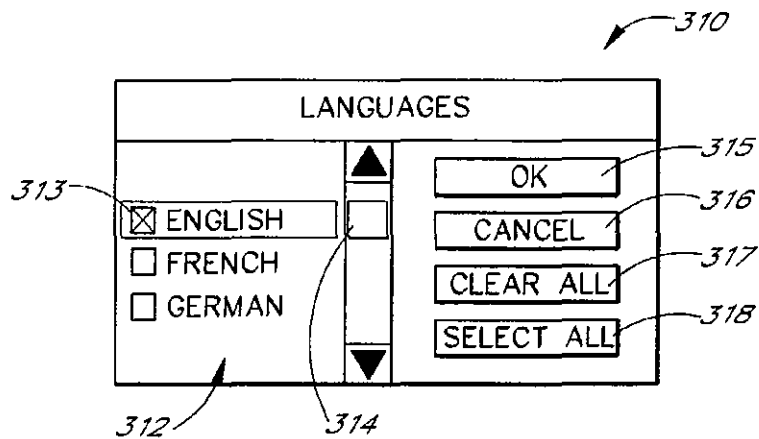 310
LANGUAGES
315
OK
313
316
ENGLISH
CANCEL
317
FRENCH
CLEAR ALL
318
GERMAN
SELECT ALL
312
314